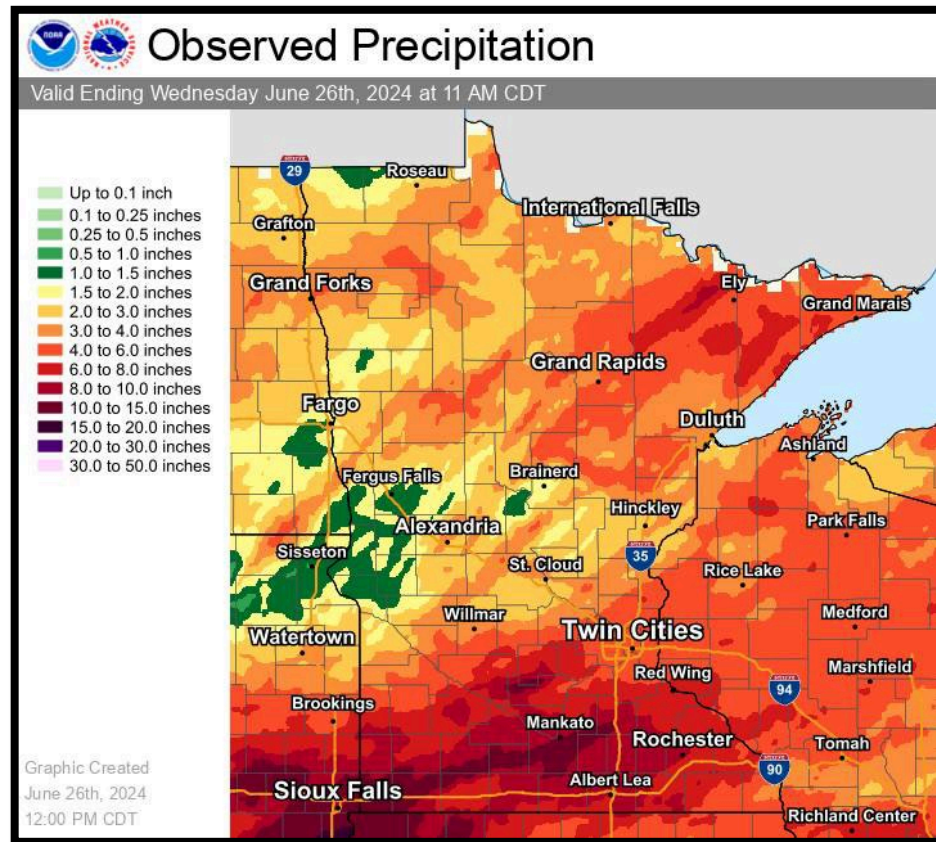 NOAA
Observed Precipitation
Valid Ending Wednesday June 26th, 2024 at 11 AM CDT
Up to 0.1 inch
0.1 to 0.25 inches
0.25 to 0.5 inches
0.5 to 1.0 inches
1.0 to 1.5 inches
1.5 to 2.0 inches
2.0 to 3.0 inches
3.0 to 4.0 inches
4.0 to 6.0 inches
6.0 to 8.0 inches
8.0 to 10.0 inches
10.0 to 15.0 inches
15.0 to 20.0 inches
20.0 to 30.0 inches
30.0 to 50.0 inches
29
Roseau
Grafton
International Falls
Grand Forks
Ely
Grand Marais
Grand Rapids
Fargo
Duluth
Ashland
Fergus Falls
Brainerd
Alexandria
Hinckley
Park Falls
Sisseton
St. Cloud
35
Rice Lake
Willmar
Medford
Watertown
Twin Cities
Red Wing
Marshfield
94
Brookings
Mankato
Rochester
Tomah
Sioux Falls
Albert Lea
90
Richland Center
Graphic Created
June 26th, 2024
12:00 PM CDT